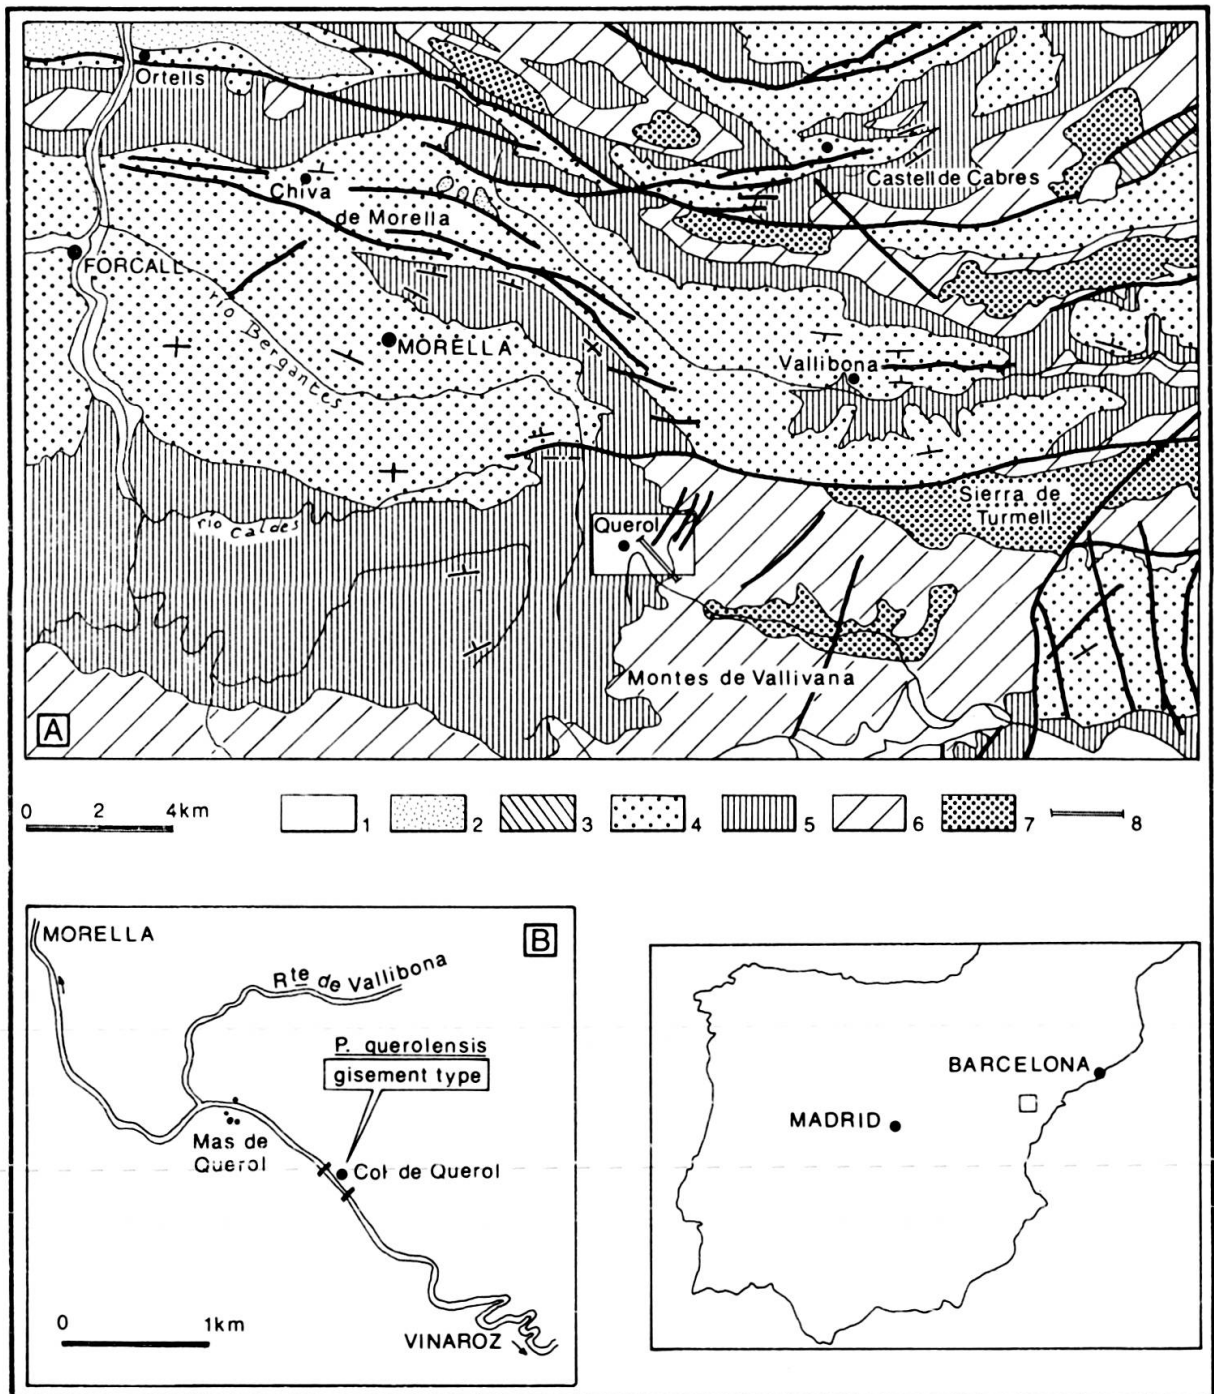 Ortells
Castell de Cabres
Chiva
de Morella
FORCALL
rio Bergantes
MORELLA
Vallibona
Sierra de
Turmell
rio Caldes
Querol
Montes de Vallivana
A
0 2 4km
1 2 3 4 5 6 7 8
MORELLA
B
Rte de Vallibona
P. querolensis
gisement type
Mas de
Querol
Col de Querol
0 1km
VINAROZ
BARCELONA
MADRID